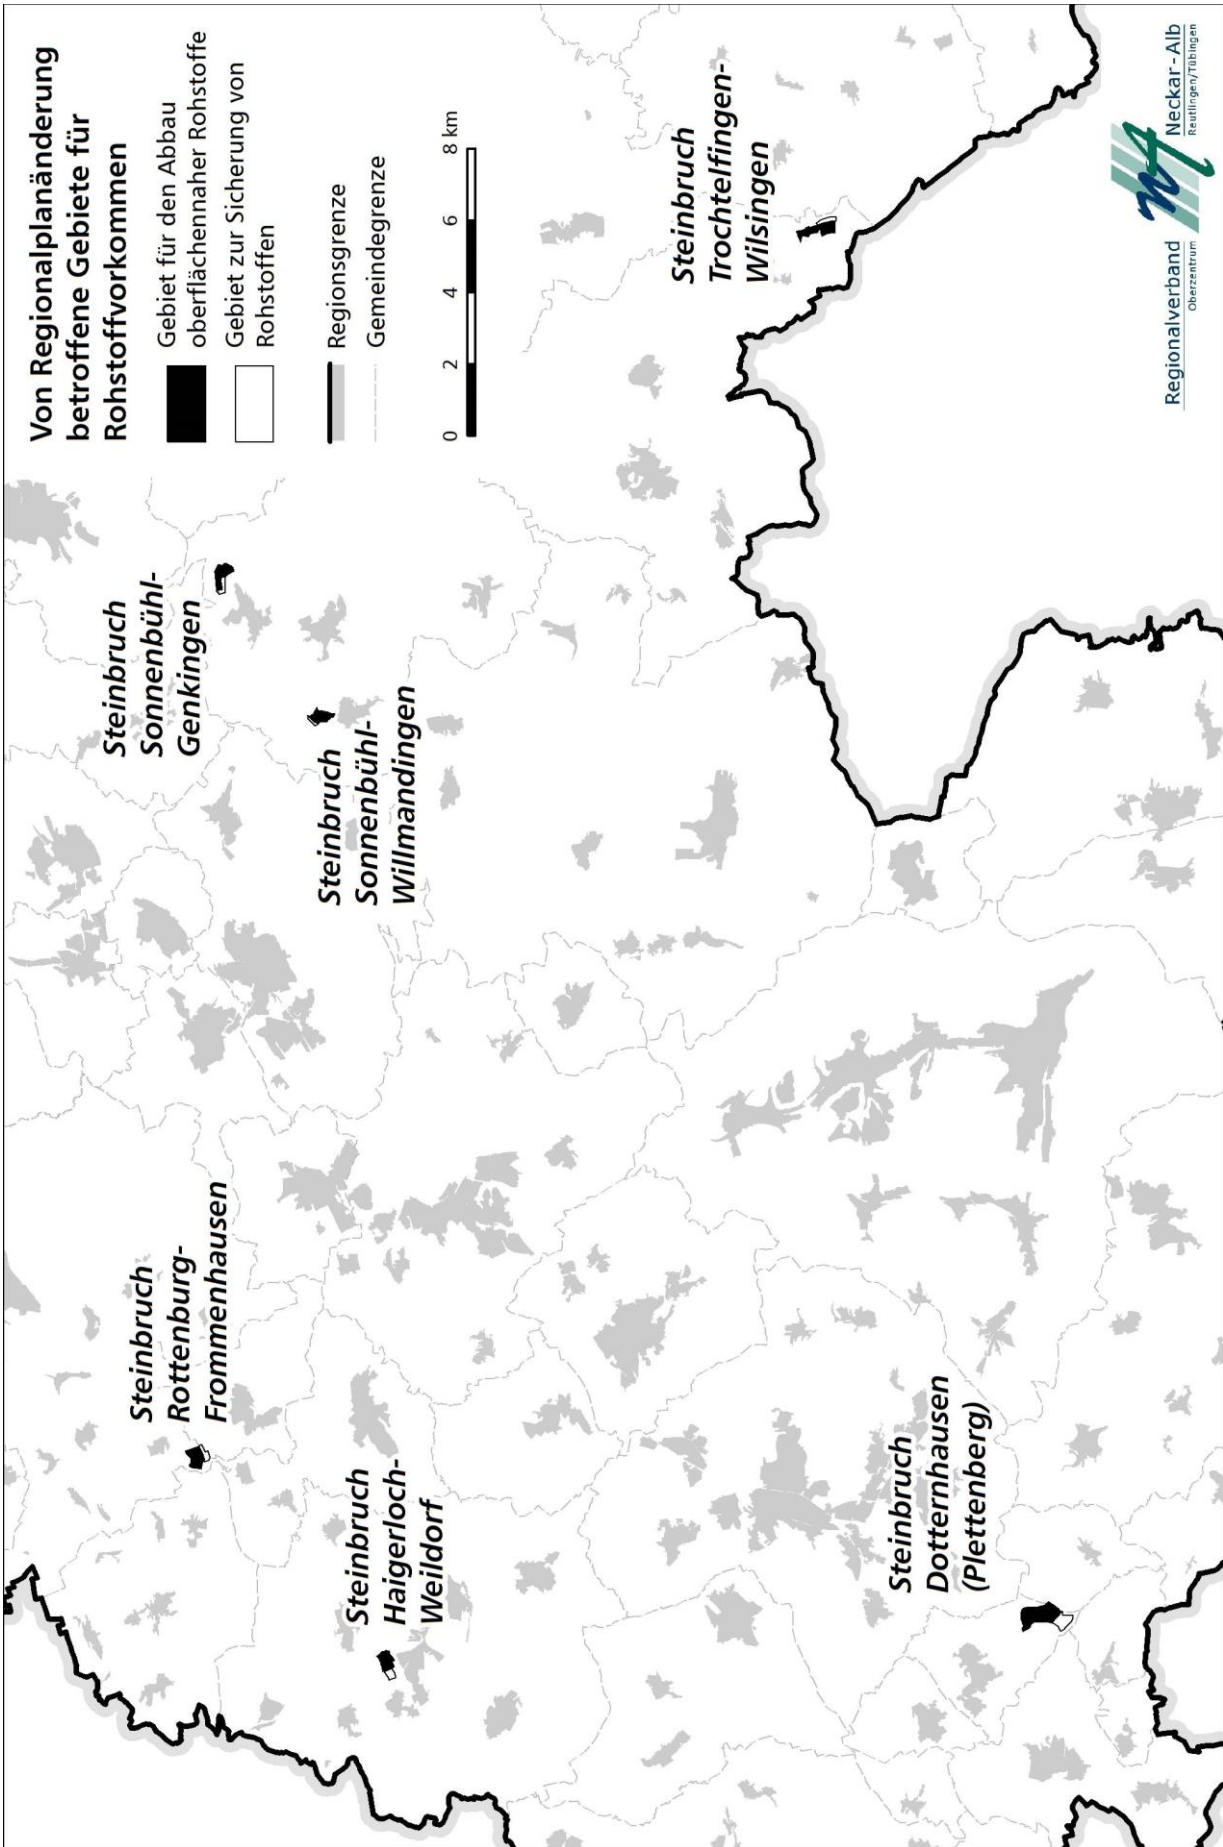 Von Regionalplanänderung
betroffene Gebiete für
Rohstoffvorkommen
Gebiet für den Abbau
oberflächennaher Rohstoffe
Gebiet zur Sicherung von
Rohstoffen
Regionsgrenze
Gemeindegrenze
0 2 4 6 8 km
Steinbruch
Sonnenbühl-
Genkingen
Steinbruch
Sonnenbühl-
Willmandingen
Steinbruch
Trochtelfingen-
Wilsingen
Steinbruch
Rottenburg-
Frommenhausen
Steinbruch
Haigerloch-
Weildorf
Steinbruch
Dotternhausen
(Plettenberg)
Regionalverband Neckar-Alb
Oberzentrum Reutlingen/Tübingen